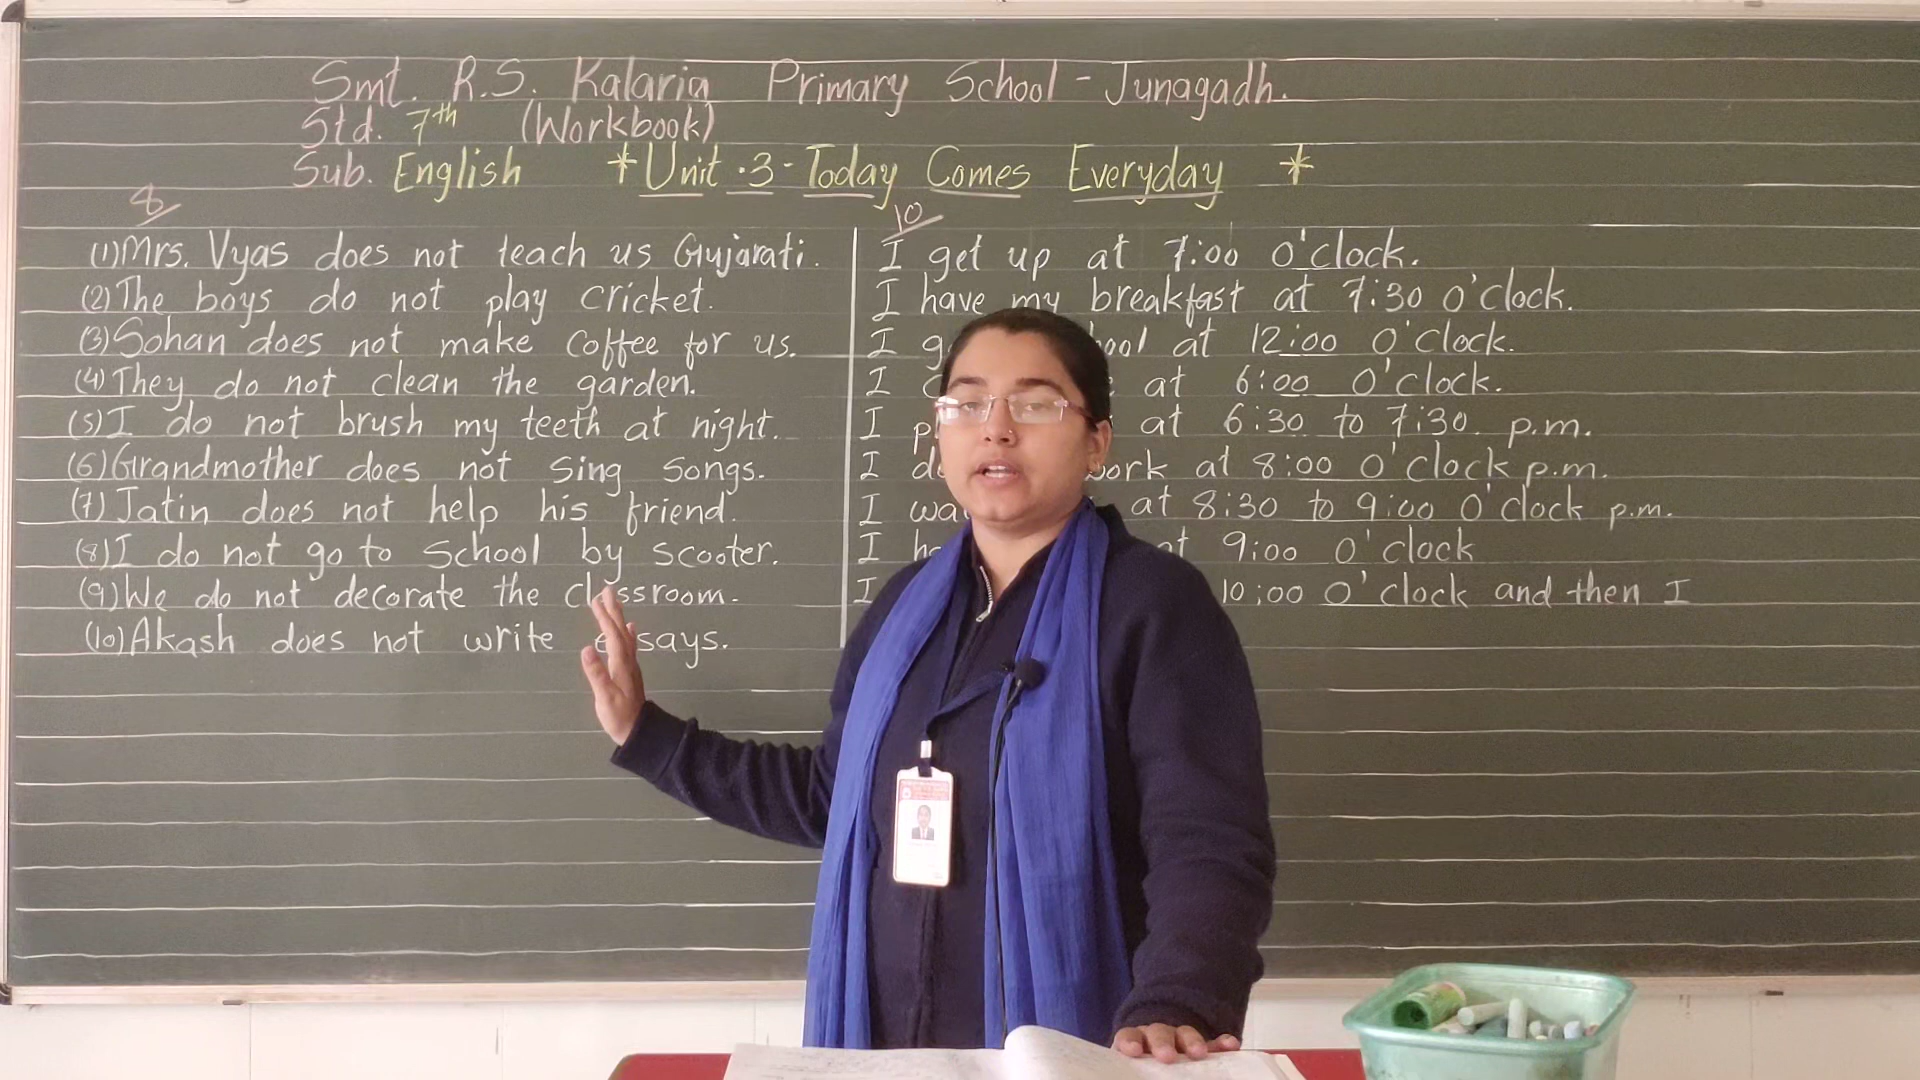 Smt. R.S. Kalaria Primary School - Junagadh.
Std. 7th (Workbook)
Sub. English * Unit.3 - Today Comes Everyday *
8
(1) Mrs. Vyas does not teach us Gujarati.
(2) The boys do not play cricket.
(3) Sohan does not make coffee for us.
(4) They do not clean the garden.
(5) I do not brush my teeth at night.
(6) Grandmother does not sing songs.
(7) Jatin does not help his friend.
(8) I do not go to School by scooter.
(9) We do not decorate the classroom.
(10) Akash does not write essays.
10
I get up at 7:00 O'clock.
I have my breakfast at 7:30 O'clock.
I at 12:00 O'clock.
I at 6:00 O'clock.
I at 6:30 to 7:30 p.m.
I at 8:00 O'clock p.m.
I at 8:30 to 9:00 O'clock p.m.
I 9:00 O'clock
I 10:00 O'clock and then I